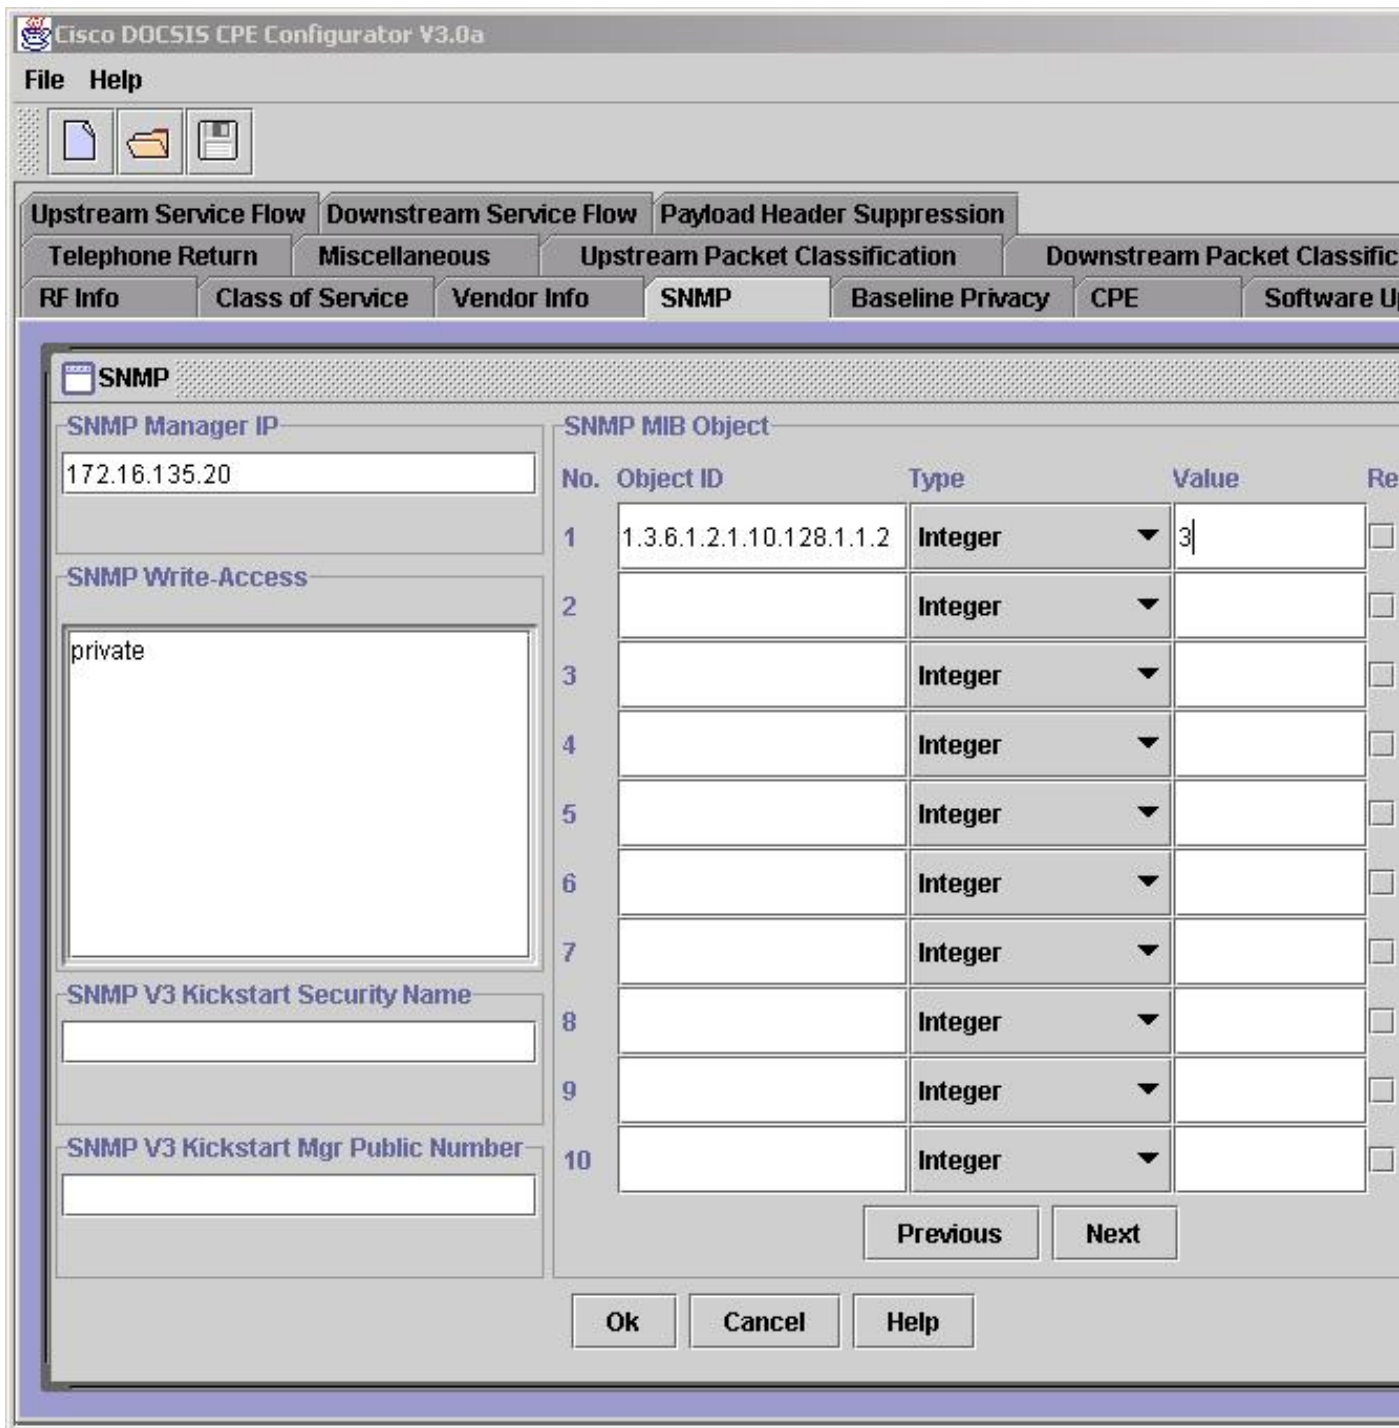 Cisco DOCSIS CPE Configurator V3.0a
File Help
Upstream Service Flow Downstream Service Flow Payload Header Suppression
Telephone Return Miscellaneous Upstream Packet Classification Downstream Packet Classific
RF Info Class of Service Vendor Info SNMP Baseline Privacy CPE Software U
SNMP
SNMP Manager IP
172.16.135.20
SNMP Write-Access
private
SNMP V3 Kickstart Security Name
SNMP V3 Kickstart Mgr Public Number
SNMP MIB Object
No. Object ID Type Value Re
1 1.3.6.1.2.1.10.128.1.1.2 Integer 3
2 Integer
3 Integer
4 Integer
5 Integer
6 Integer
7 Integer
8 Integer
9 Integer
10 Integer
Previous Next
Ok Cancel Help